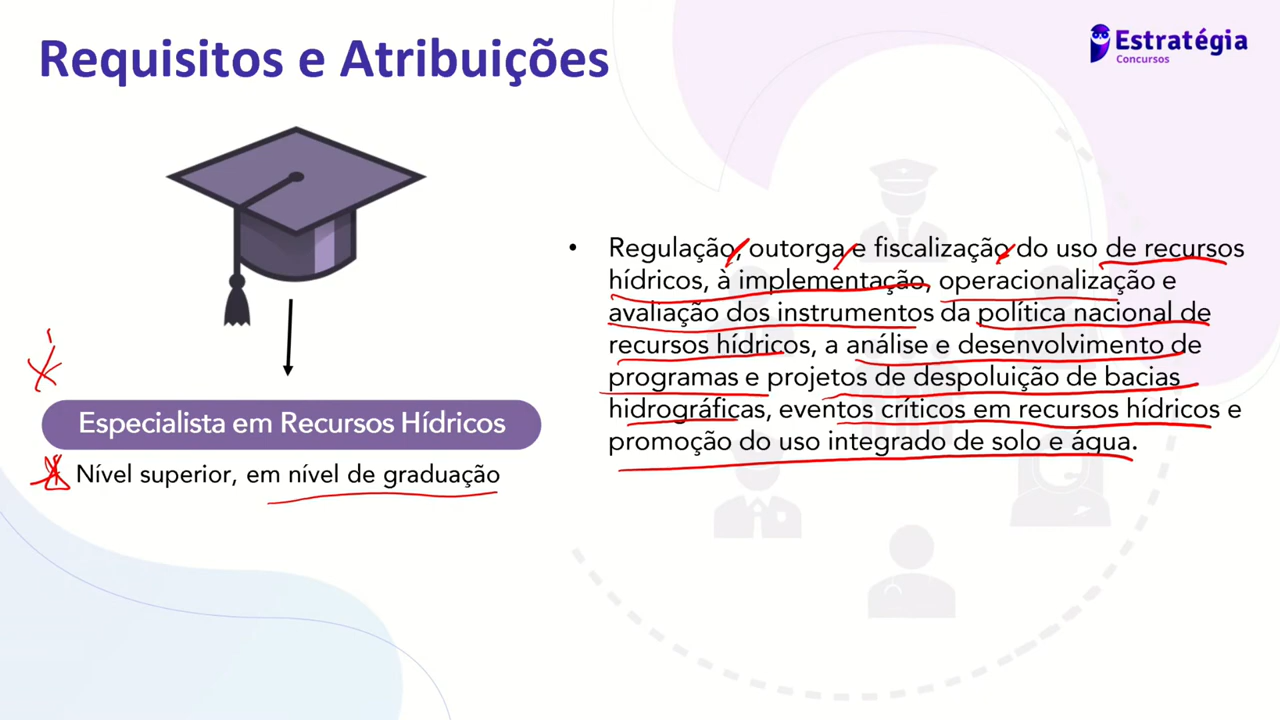 Requisitos e Atribuições
Estratégia
Concursos
Especialista em Recursos Hídricos
Nível superior, em nível de graduação
• Regulação, outorga e fiscalização do uso de recursos
hídricos, à implementação, operacionalização e
avaliação dos instrumentos da política nacional de
recursos hídricos, a análise e desenvolvimento de
programas e projetos de despoluição de bacias
hidrográficas, eventos críticos em recursos hídricos e
promoção do uso integrado de solo e água.